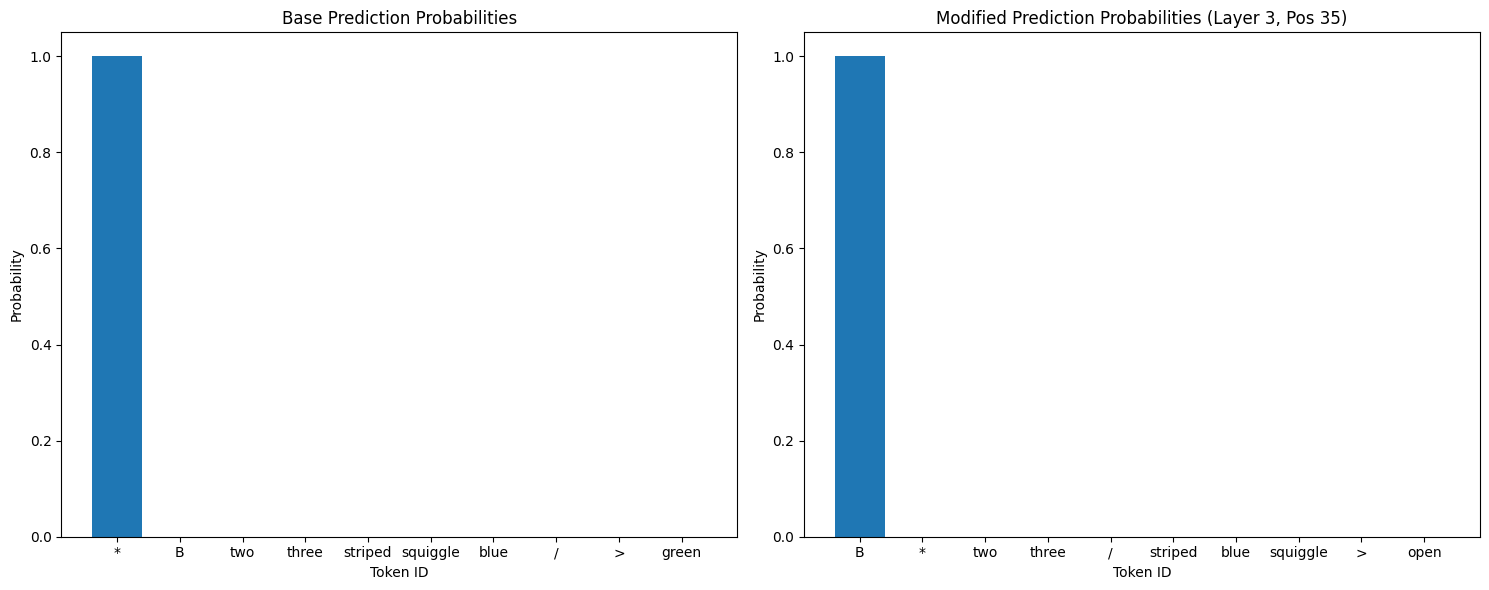 Base Prediction Probabilities
Probability
1.0
0.8
0.6
0.4
0.2
0.0
* B two three striped squiggle blue / > green
Token ID
Modified Prediction Probabilities (Layer 3, Pos 35)
Probability
1.0
0.8
0.6
0.4
0.2
0.0
B * two three / striped blue squiggle > open
Token ID